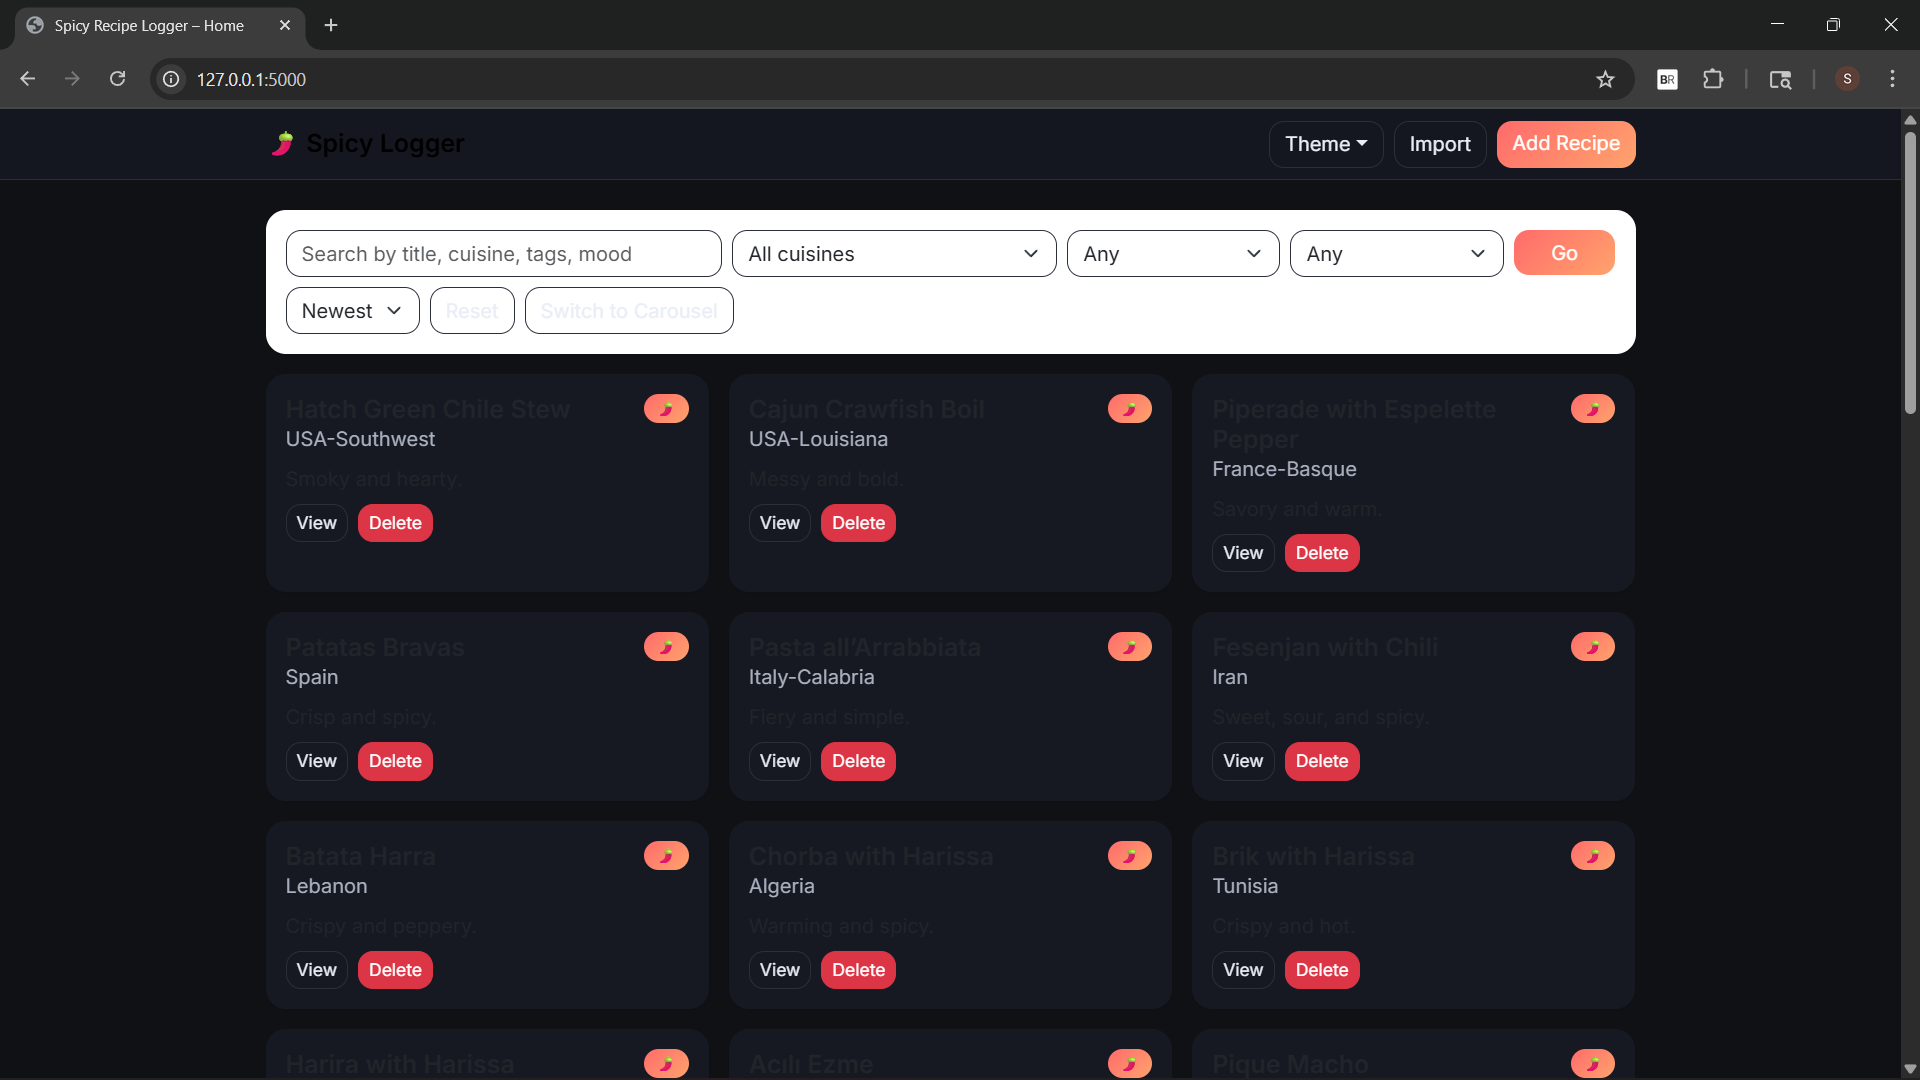 Spicy Recipe Logger – Home
127.0.0.1:5000
BR
S
Spicy Logger
Theme
Import
Add Recipe
Search by title, cuisine, tags, mood
All cuisines
Any
Any
Go
Newest
Reset
Switch to Carousel
Hatch Green Chile Stew
USA-Southwest
Smoky and hearty.
View
Delete
Cajun Crawfish Boil
USA-Louisiana
Messy and bold.
View
Delete
Piperade with Espelette
Pepper
France-Basque
Savory and warm.
View
Delete
Patatas Bravas
Spain
Crisp and spicy.
View
Delete
Pasta all’Arrabbiata
Italy-Calabria
Fiery and simple.
View
Delete
Fesenjan with Chili
Iran
Sweet, sour, and spicy.
View
Delete
Batata Harra
Lebanon
Crispy and peppery.
View
Delete
Chorba with Harissa
Algeria
Warming and spicy.
View
Delete
Brik with Harissa
Tunisia
Crispy and hot.
View
Delete
Harira with Harissa
Acılı Ezme
Pique Macho